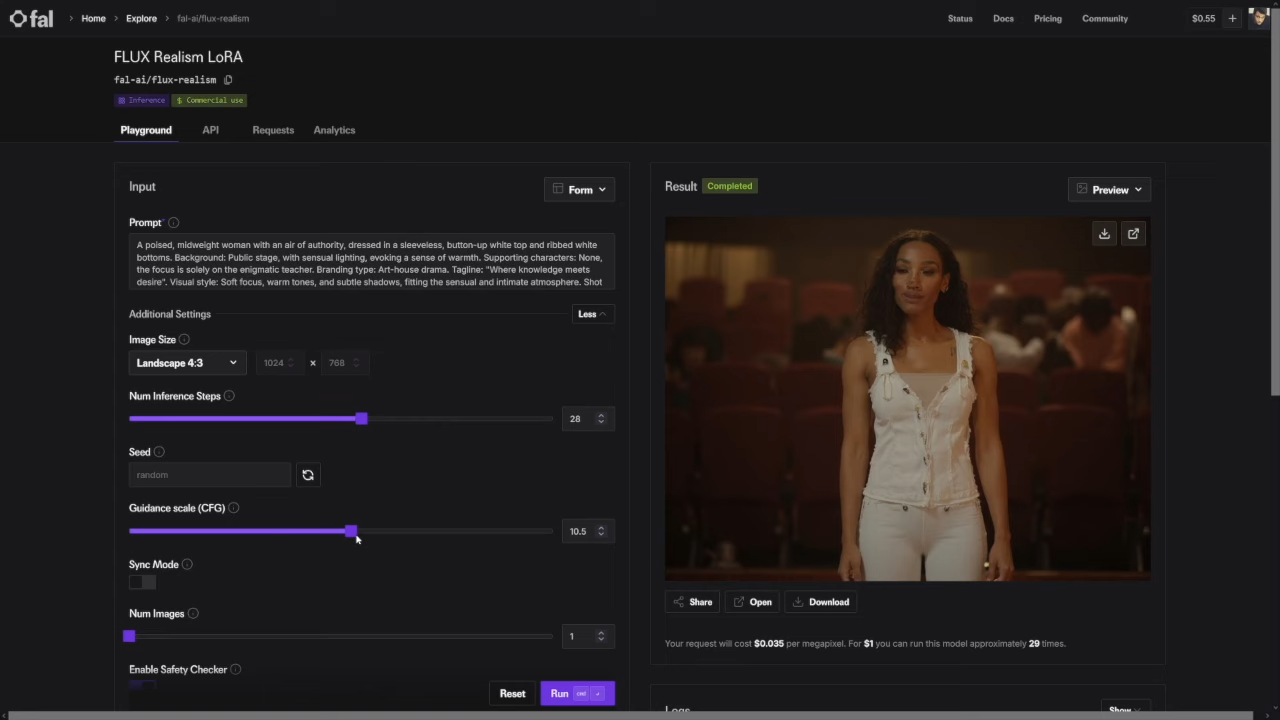 fal
Home
Explore
fal-ai/flux-realism
Status
Docs
Pricing
Community
$0.55
FLUX Realism LoRA
fal-ai/flux-realism
Inference
$ Commercial use
Playground
API
Requests
Analytics
Input
Form
Prompt*
A poised, midweight woman with an air of authority, dressed in a sleeveless, button-up white top and ribbed white
bottoms. Background: Public stage, with sensual lighting, evoking a sense of warmth. Supporting characters: None,
the focus is solely on the enigmatic teacher. Branding type: Art-house drama. Tagline: "Where knowledge meets
desire". Visual style: Soft focus, warm tones, and subtle shadows, fitting the sensual and intimate atmosphere. Shot
Additional Settings
Less
Image Size
Landscape 4:3
1024
x
768
Num Inference Steps
28
Seed
random
Guidance scale (CFG)
10.5
Sync Mode
Num Images
1
Enable Safety Checker
Reset
Run
cmd
Result
Completed
Preview
Share
Open
Download
Your request will cost $0.035 per megapixel. For $1 you can run this model approximately 29 times.
Logs
Show